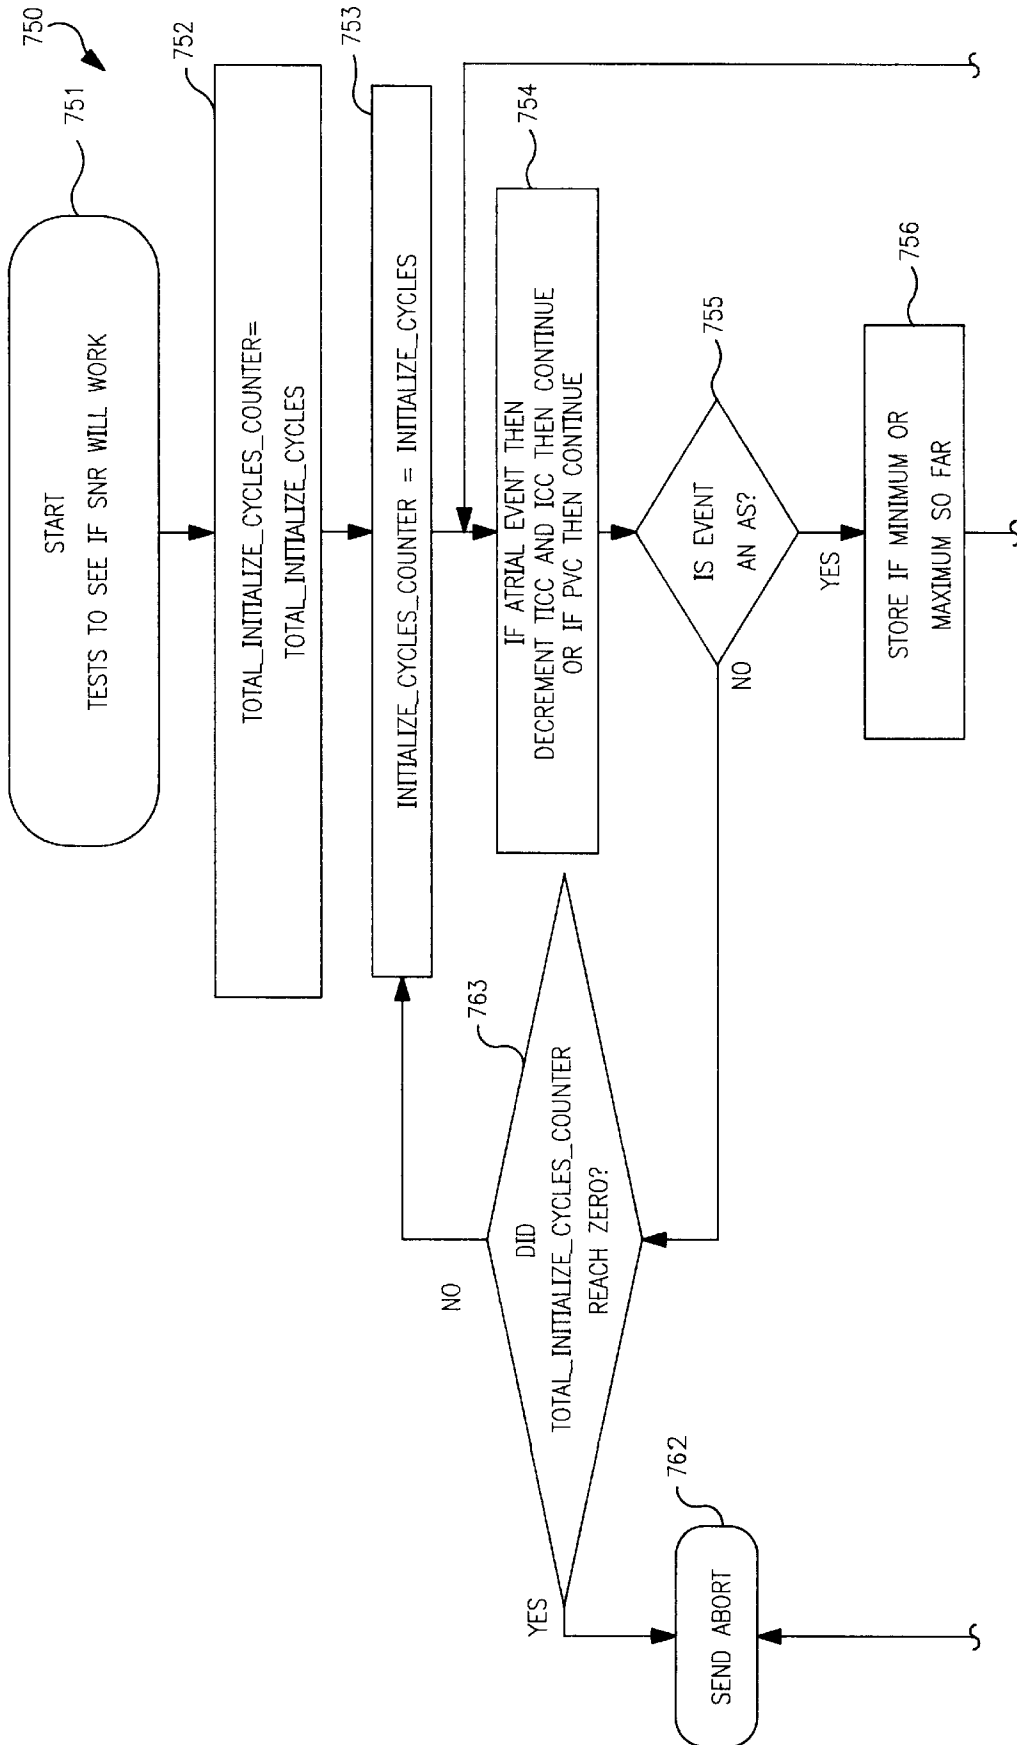 750
751
START
TESTS TO SEE IF SNR WILL WORK
752
TOTAL_INITIALIZE_CYCLES_COUNTER=
TOTAL_INITIALIZE_CYCLES
753
INITIALIZE_CYCLES_COUNTER = INITIALIZE_CYCLES
754
IF ATRIAL EVENT THEN
DECREMENT TICC AND ICC THEN CONTINUE
OR IF PVC THEN CONTINUE
755
IS EVENT
AN AS?
NO
YES
756
STORE IF MINIMUM OR
MAXIMUM SO FAR
763
DID
TOTAL_INITIALIZE_CYCLES_COUNTER
REACH ZERO?
NO
YES
762
SEND ABORT